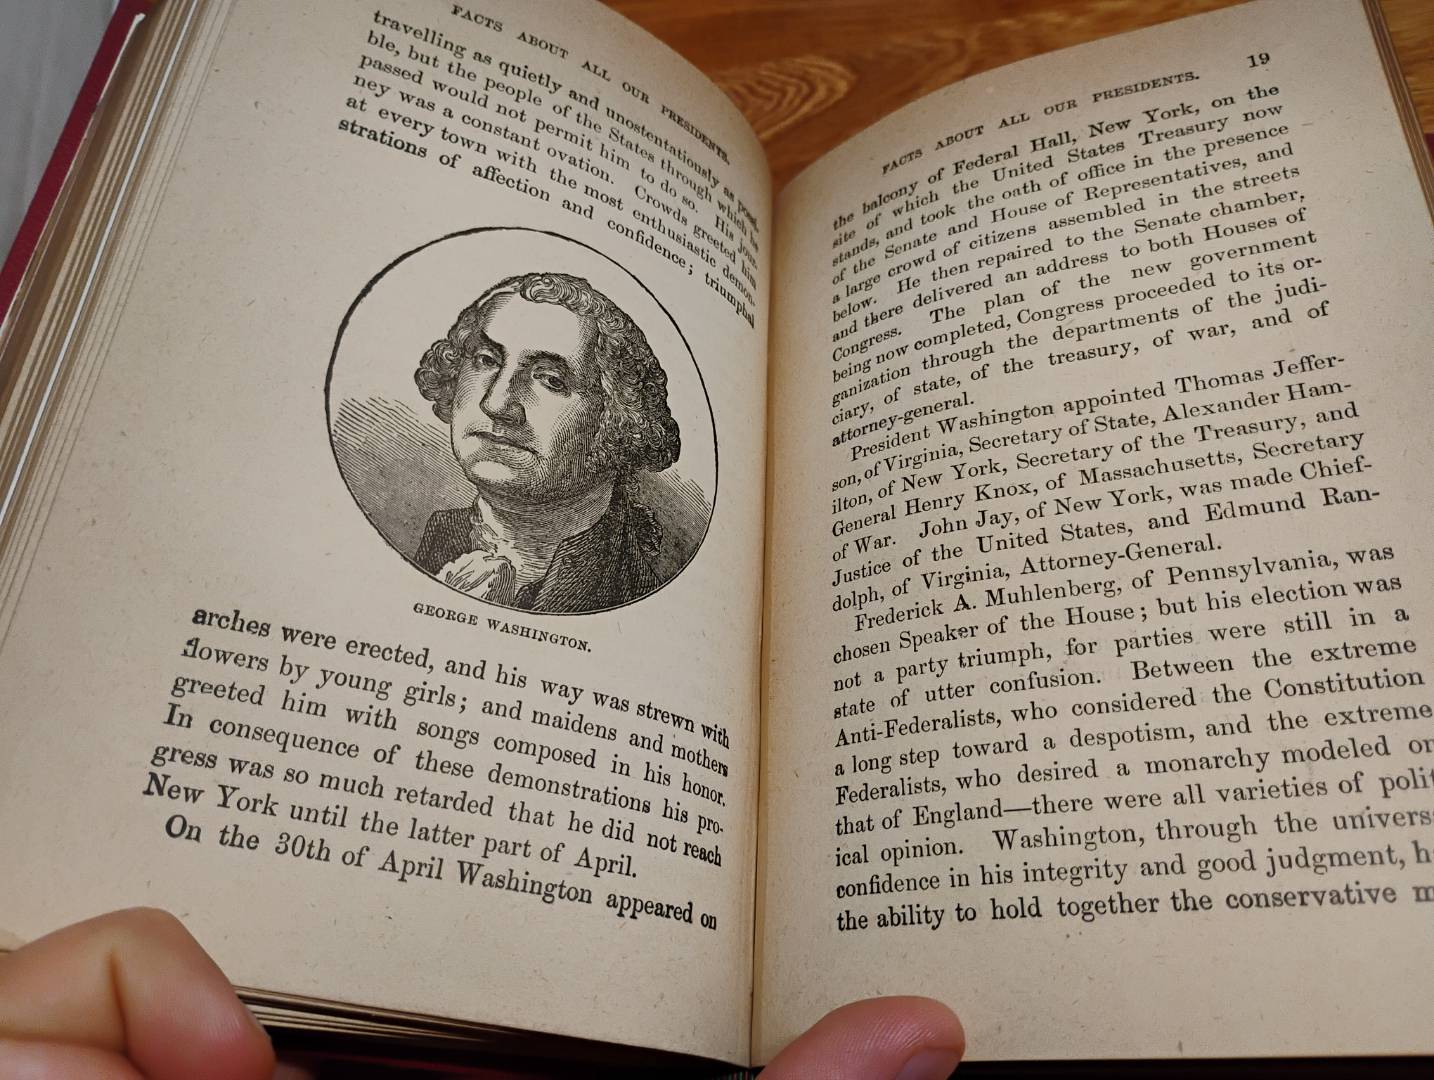 FACTS ABOUT ALL OUR PRESIDENTS.
travelling as quietly and unostentatiously as possi-
ble, but the people of the States through which he
passed would not permit him to do so. His jour-
ney was a constant ovation. Crowds greeted him
at every town with the most enthusiastic demon-
strations of affection and confidence; triumphal
GEORGE WASHINGTON.
arches were erected, and his way was strewn with
flowers by young girls; and maidens and mothers
greeted him with songs composed in his honor.
In consequence of these demonstrations his pro-
gress was so much retarded that he did not reach
New York until the latter part of April.
On the 30th of April Washington appeared on
FACTS ABOUT ALL OUR PRESIDENTS. 19
the balcony of Federal Hall, New York, on the
site of which the United States Treasury now
stands, and took the oath of office in the presence
of the Senate and House of Representatives, and
a large crowd of citizens assembled in the streets
below. He then repaired to the Senate chamber,
and there delivered an address to both Houses of
Congress. The plan of the new government
being now completed, Congress proceeded to its or-
ganization through the departments of the judi-
ciary, of state, of the treasury, of war, and of
attorney-general.
President Washington appointed Thomas Jeffer-
son, of Virginia, Secretary of State, Alexander Ham-
ilton, of New York, Secretary of the Treasury, and
General Henry Knox, of Massachusetts, Secretary
of War. John Jay, of New York, was made Chief-
Justice of the United States, and Edmund Ran-
dolph, of Virginia, Attorney-General.
Frederick A. Muhlenberg, of Pennsylvania, was
chosen Speaker of the House; but his election was
not a party triumph, for parties were still in a
state of utter confusion. Between the extreme
Anti-Federalists, who considered the Constitution
a long step toward a despotism, and the extreme
Federalists, who desired a monarchy modeled on
that of England—there were all varieties of polit-
ical opinion. Washington, through the
confidence in his integrity and good judgment,
the ability to hold together the conservative